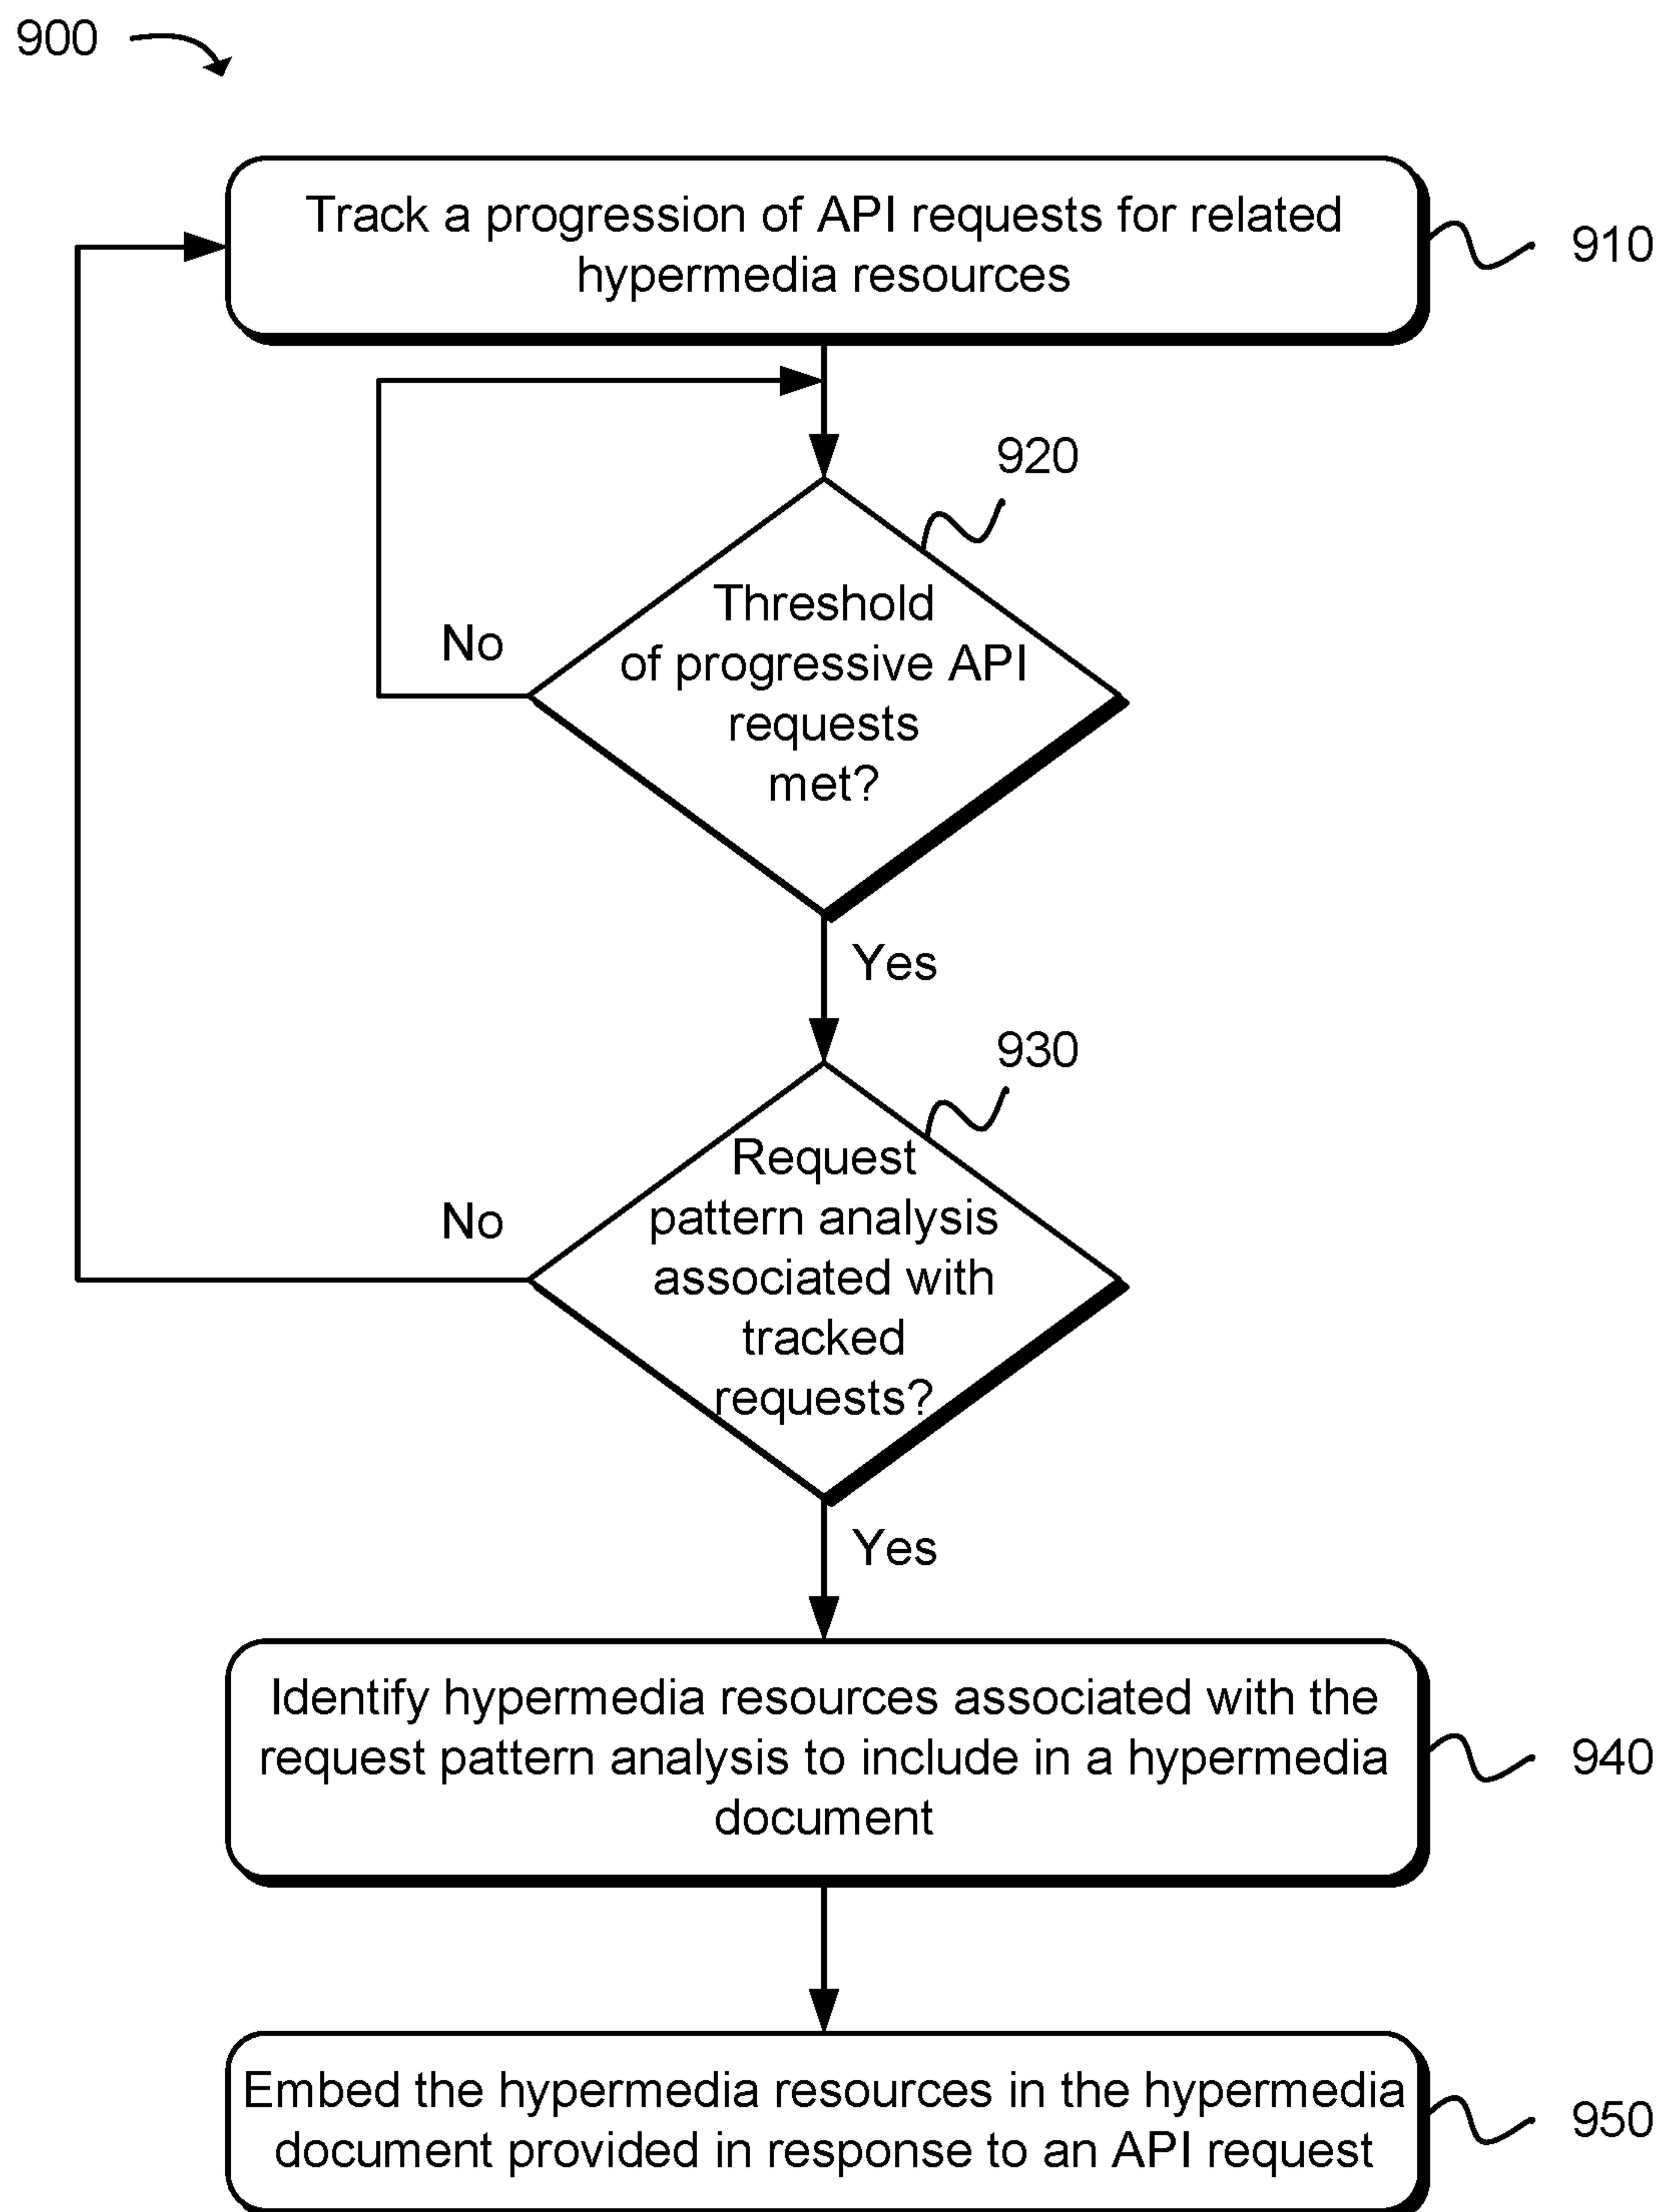 900
Track a progression of API requests for related
hypermedia resources
910
920
Threshold
of progressive API
requests
met?
No
Yes
930
Request
pattern analysis
associated with
tracked
requests?
No
Yes
Identify hypermedia resources associated with the
request pattern analysis to include in a hypermedia
document
940
Embed the hypermedia resources in the hypermedia
document provided in response to an API request
950